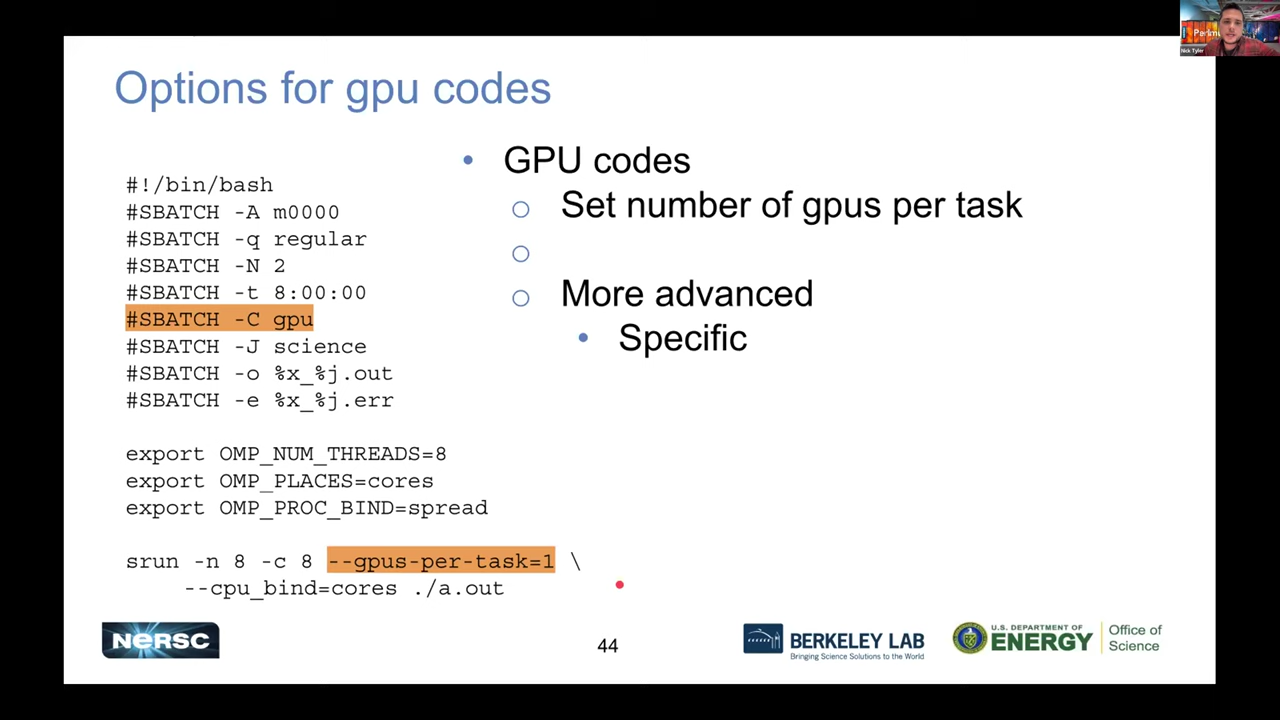 Options for gpu codes
#!/bin/bash
#SBATCH -A m0000
#SBATCH -q regular
#SBATCH -N 2
#SBATCH -t 8:00:00
#SBATCH -C gpu
#SBATCH -J science
#SBATCH -o %x_%j.out
#SBATCH -e %x_%j.err
export OMP_NUM_THREADS=8
export OMP_PLACES=cores
export OMP_PROC_BIND=spread
srun -n 8 -c 8 --gpus-per-task=1 \
--cpu_bind=cores ./a.out
• GPU codes
○ Set number of gpus per task
○
○ More advanced
• Specific
NERSC
44
BERKELEY LAB
Bringing Science Solutions to the World
U.S. DEPARTMENT OF
ENERGY
Office of
Science
Nick Tyler